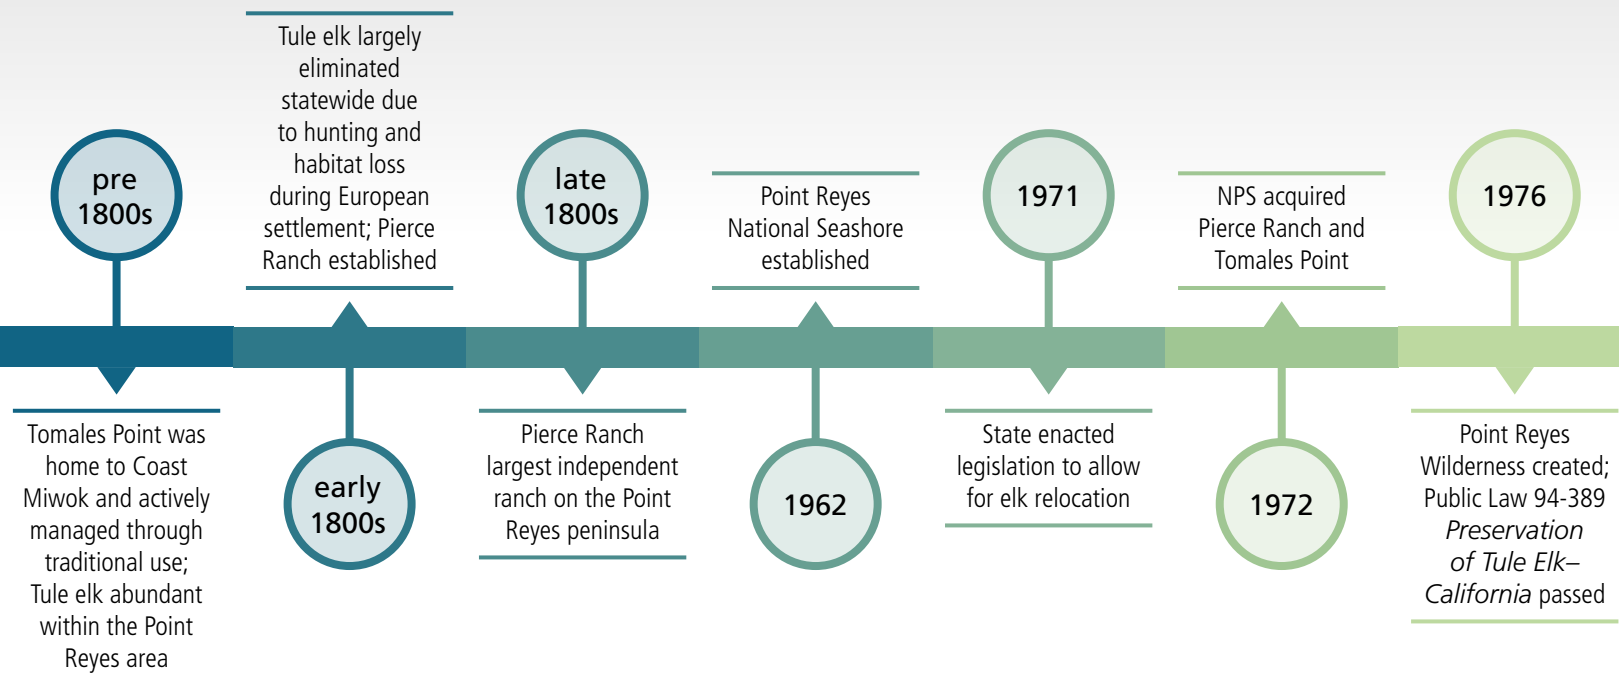 pre
1800s
Tomales Point was
home to Coast
Miwok and actively
managed through
traditional use;
Tule elk abundant
within the Point
Reyes area
Tule elk largely
eliminated
statewide due
to hunting and
habitat loss
during European
settlement; Pierce
Ranch established
early
1800s
late
1800s
Pierce Ranch
largest independent
ranch on the Point
Reyes peninsula
Point Reyes
National Seashore
established
1962
1971
State enacted
legislation to allow
for elk relocation
NPS acquired
Pierce Ranch and
Tomales Point
1972
1976
Point Reyes
Wilderness created;
Public Law 94-389
Preservation
of Tule Elk–
California passed